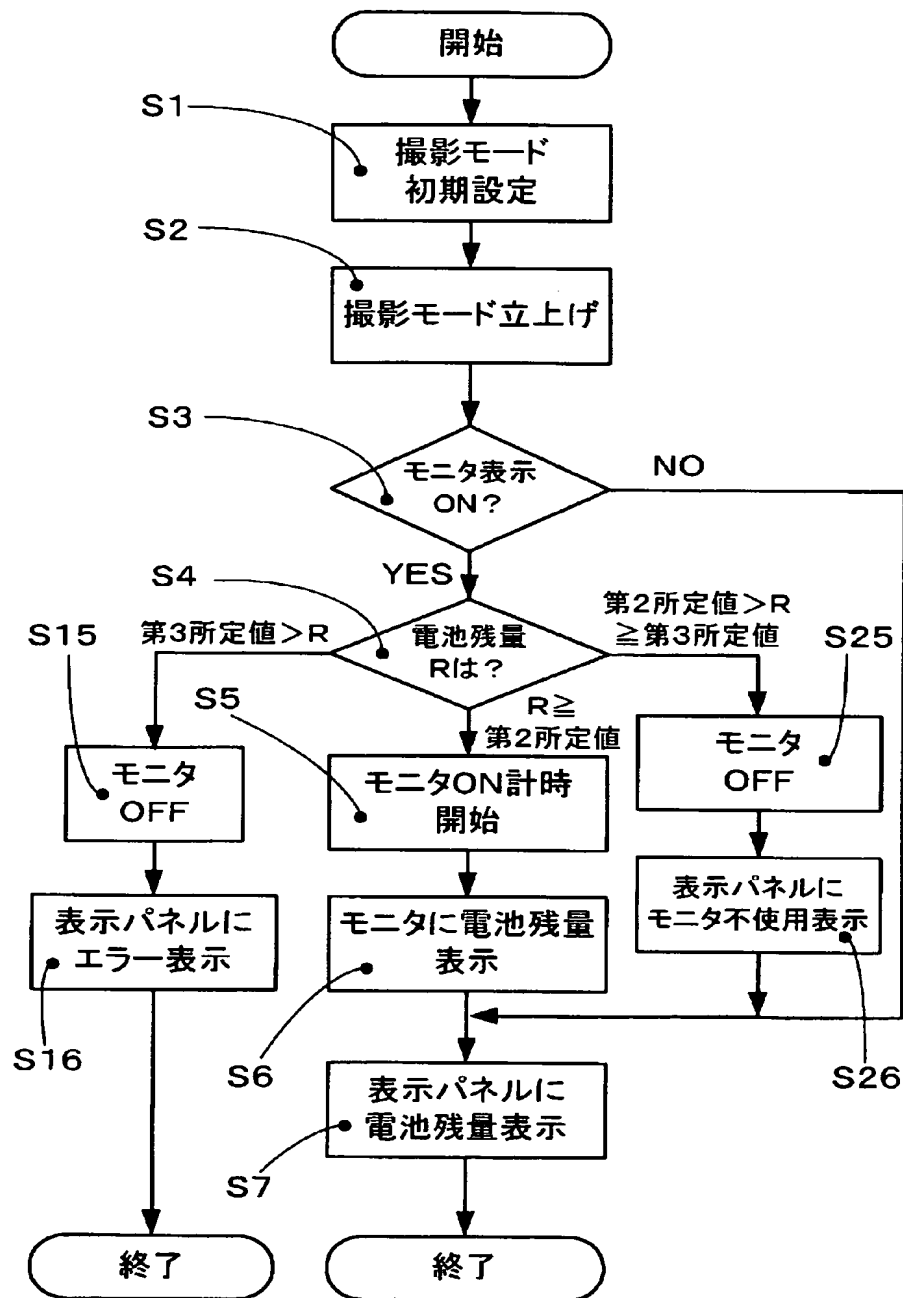 開始
S1
撮影モード
初期設定
S2
撮影モード立上げ
S3
モニタ表示
ON?
NO
YES
S4
電池残量
Rは?
第3所定値>R
第2所定値>R
≧第3所定値
R≧
第2所定値
S15
モニタ
OFF
S5
モニタON計時
開始
S25
モニタ
OFF
表示パネルに
エラー表示
S16
モニタに電池残量
表示
S6
表示パネルに
モニタ不使用表示
S26
表示パネルに
電池残量表示
S7
終了
終了